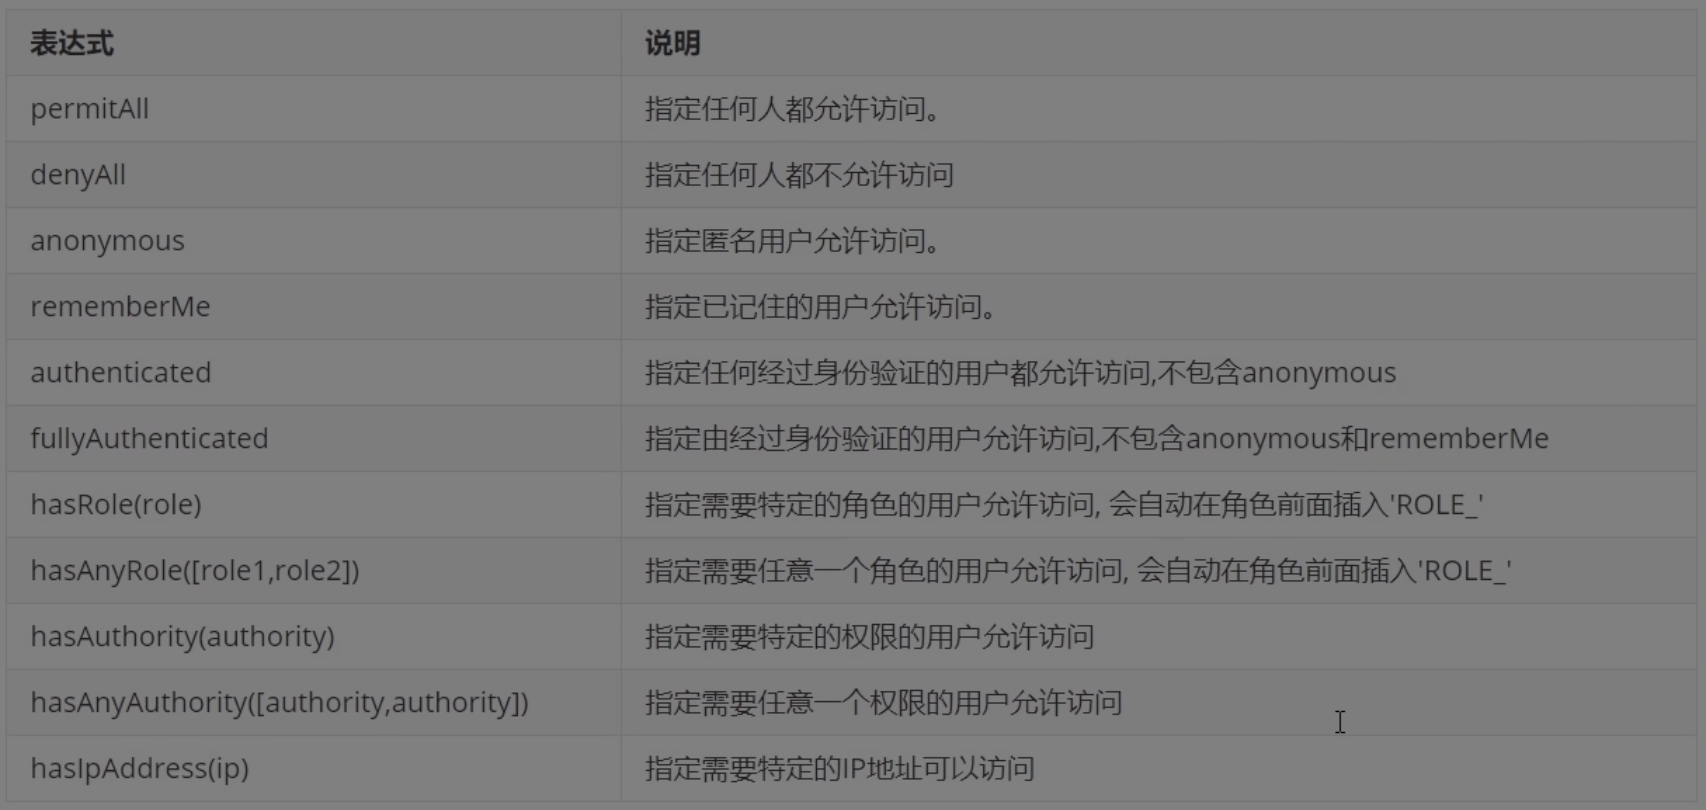 表达式 说明
permitAll 指定任何人都允许访问。
denyAll 指定任何人都不允许访问
anonymous 指定匿名用户允许访问。
rememberMe 指定已记住的用户允许访问。
authenticated 指定任何经过身份验证的用户都允许访问,不包含anonymous
fullyAuthenticated 指定由经过身份验证的用户允许访问,不包含anonymous和rememberMe
hasRole(role) 指定需要特定的角色的用户允许访问, 会自动在角色前面插入'ROLE_'
hasAnyRole([role1,role2]) 指定需要任意一个角色的用户允许访问, 会自动在角色前面插入'ROLE_'
hasAuthority(authority) 指定需要特定的权限的用户允许访问
hasAnyAuthority([authority,authority]) 指定需要任意一个权限的用户允许访问
hasIpAddress(ip) 指定需要特定的IP地址可以访问